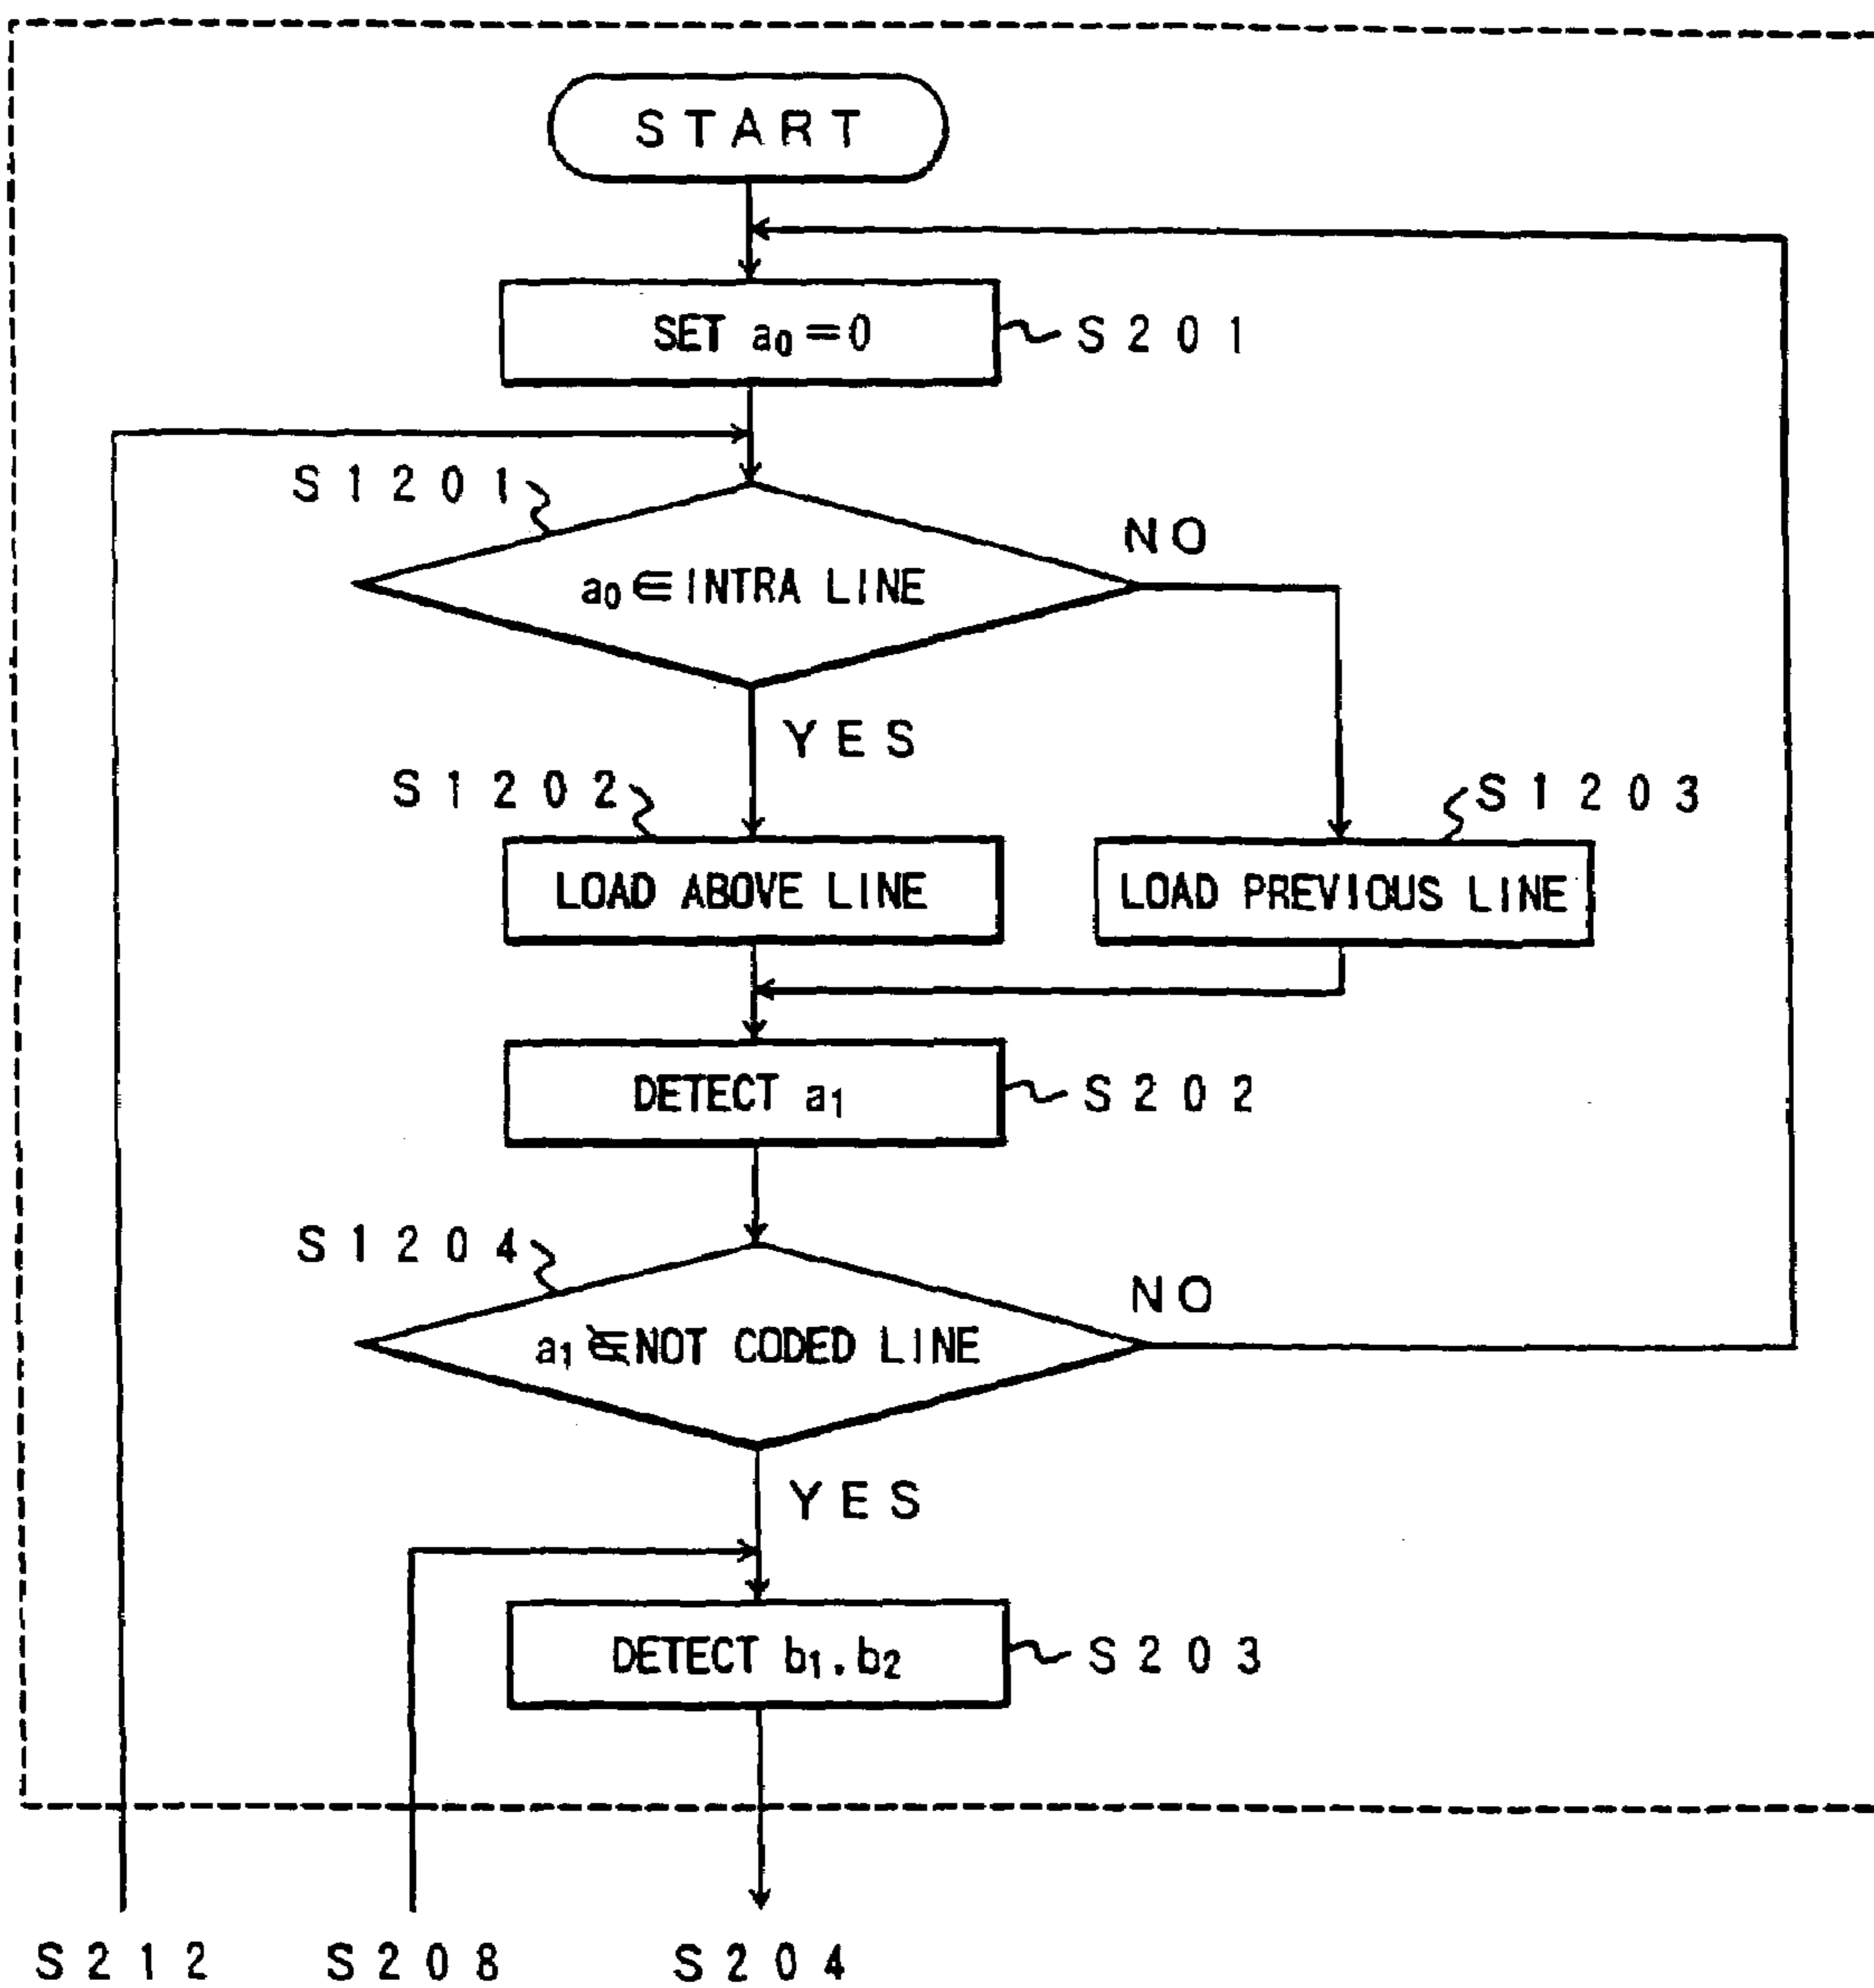 START
SET a₀=0
S201
S1201
NO
a₀∈INTRA LINE
YES
S1202
S1203
LOAD ABOVE LINE
LOAD PREVIOUS LINE
DETECT a₁
S202
S1204
NO
a₁∉NOT CODED LINE
YES
DETECT b₁.b₂
S203
S212
S208
S204